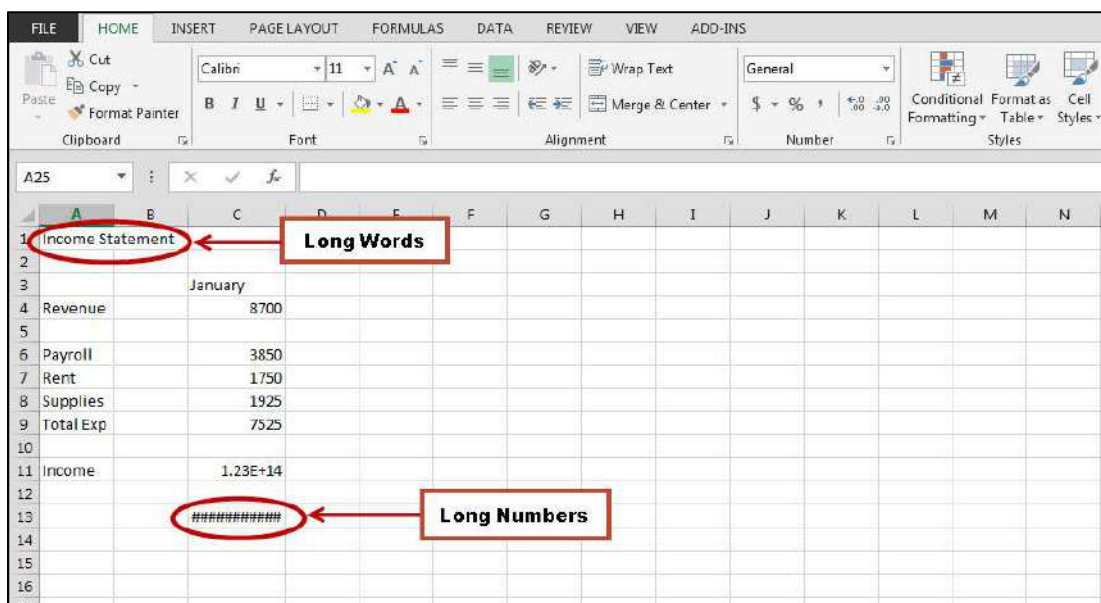 FILE HOME INSERT PAGE LAYOUT FORMULAS DATA REVIEW VIEW ADD-INS
Cut
Copy
Format Painter
Paste
Clipboard
Calibri 11 A A
B I U A
Font
Wrap Text
Merge & Center
Alignment
General
$ % , .00 .0
Number
Conditional Formatting
Format as Table
Cell Styles
Styles
A25 fx
A B C D E F G H I J K L M N
1 Income Statement
Long Words
2
3 January
4 Revenue 8700
5
6 Payroll 3850
7 Rent 1750
8 Supplies 1925
9 Total Exp 7525
10
11 Income 1.23E+14
12
13 ###########
Long Numbers
14
15
16